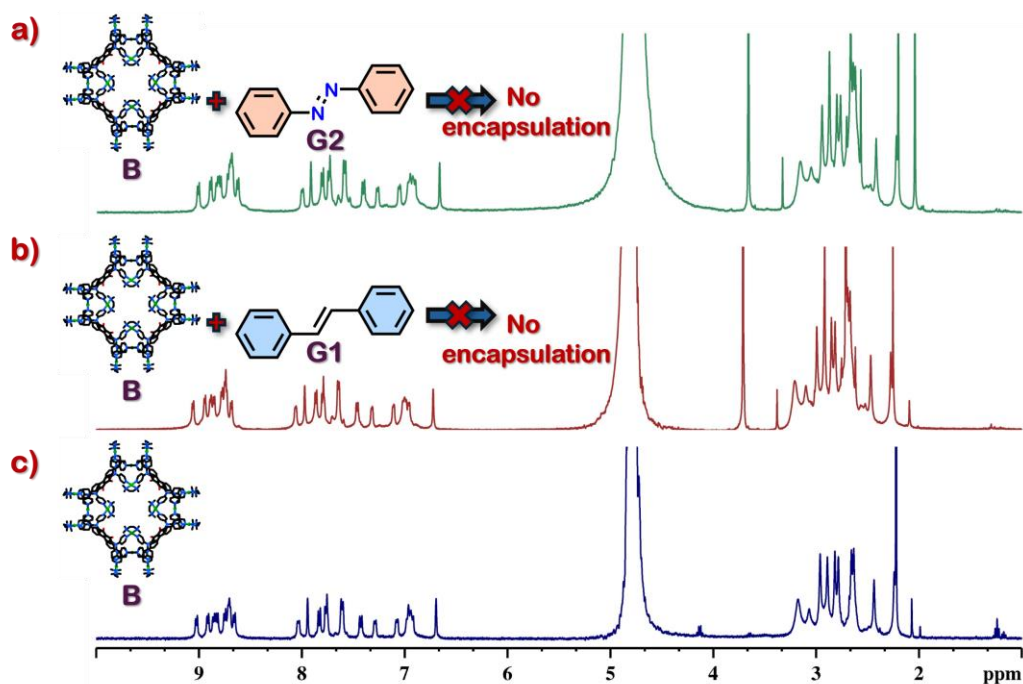 a)
B
+
N
N
G2
No
encapsulation
b)
B
+
G1
No
encapsulation
c)
B
9 8 7 6 5 4 3 2 ppm